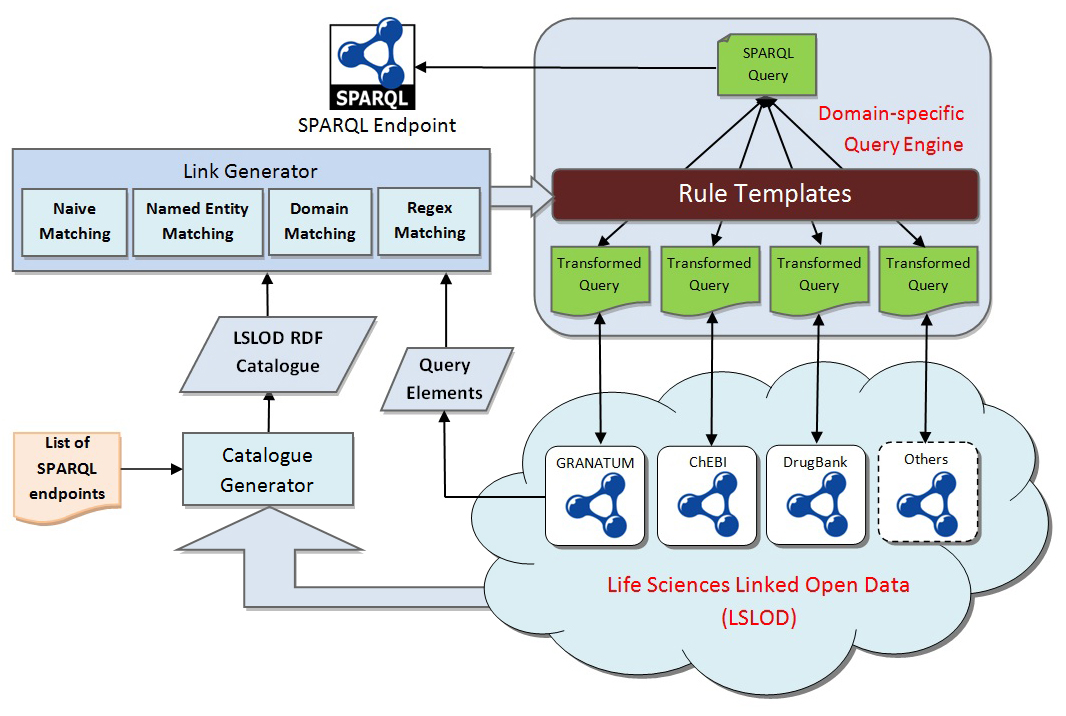 SPARQL
SPARQL Endpoint
SPARQL
Query
Domain-specific
Query Engine
Link Generator
Naive
Matching
Named Entity
Matching
Domain
Matching
Regex
Matching
Rule Templates
Transformed
Query
Transformed
Query
Transformed
Query
Transformed
Query
LSLOD RDF
Catalogue
Query
Elements
List of
SPARQL
endpoints
Catalogue
Generator
GRANATUM
ChEBI
DrugBank
Others
Life Sciences Linked Open Data
(LSLOD)